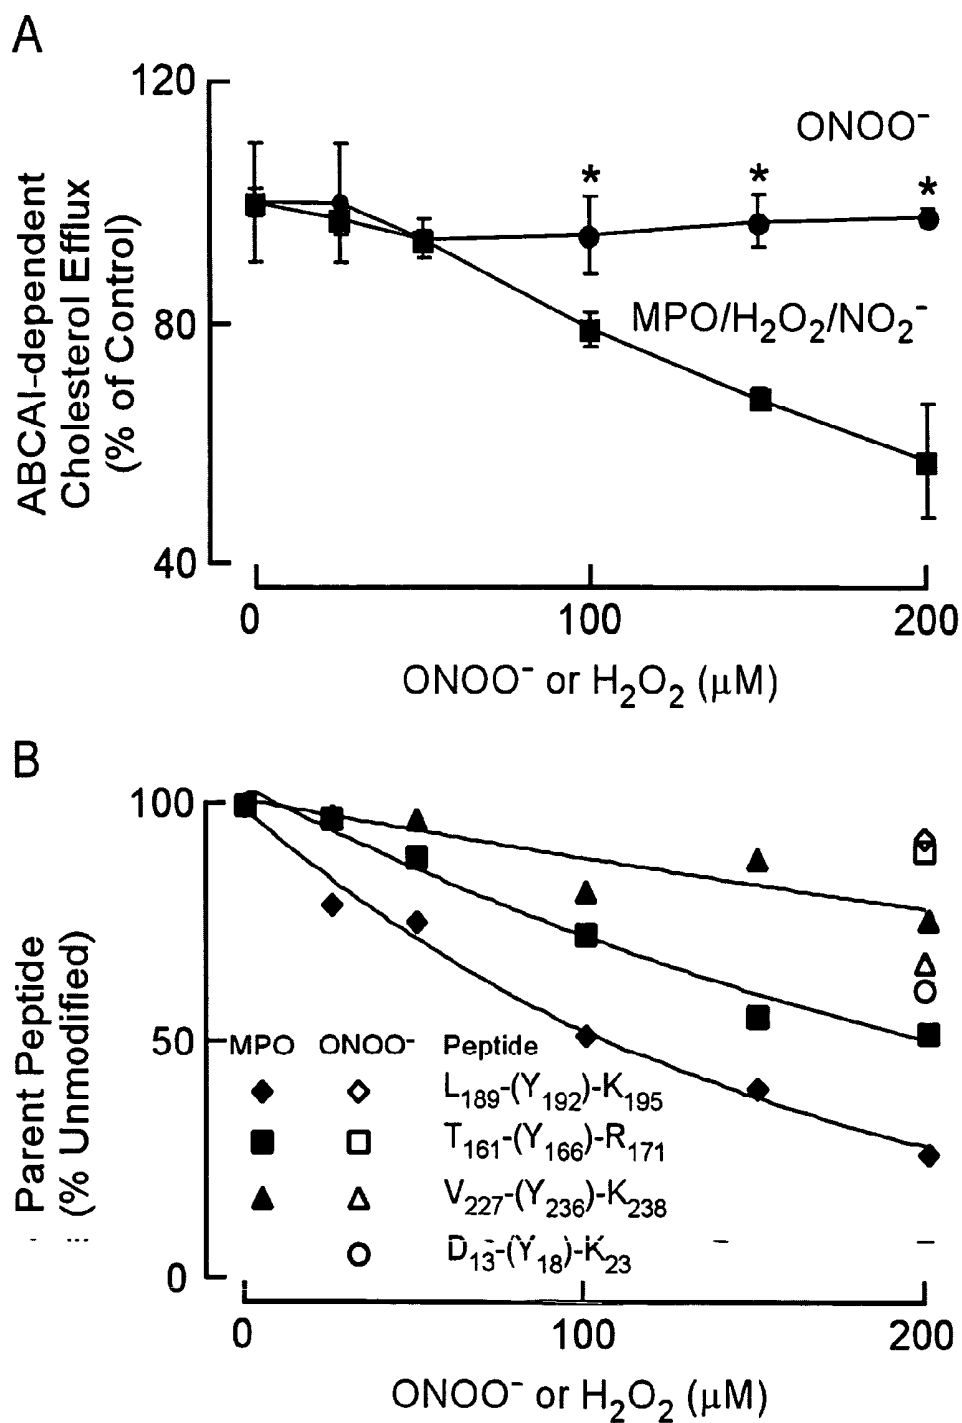 A
120
80
40
ABCAI-dependent
Cholesterol Efflux
(% of Control)
ONOO⁻
* * *
MPO/H₂O₂/NO₂⁻
0 100 200
ONOO⁻ or H₂O₂ (μM)
B
100
50
0
Parent Peptide
(% Unmodified)
MPO ONOO⁻ Peptide
L₁₈₉-(Y₁₉₂)-K₁₉₅
T₁₆₁-(Y₁₆₆)-R₁₇₁
V₂₂₇-(Y₂₃₆)-K₂₃₈
D₁₃-(Y₁₈)-K₂₃
0 100 200
ONOO⁻ or H₂O₂ (μM)